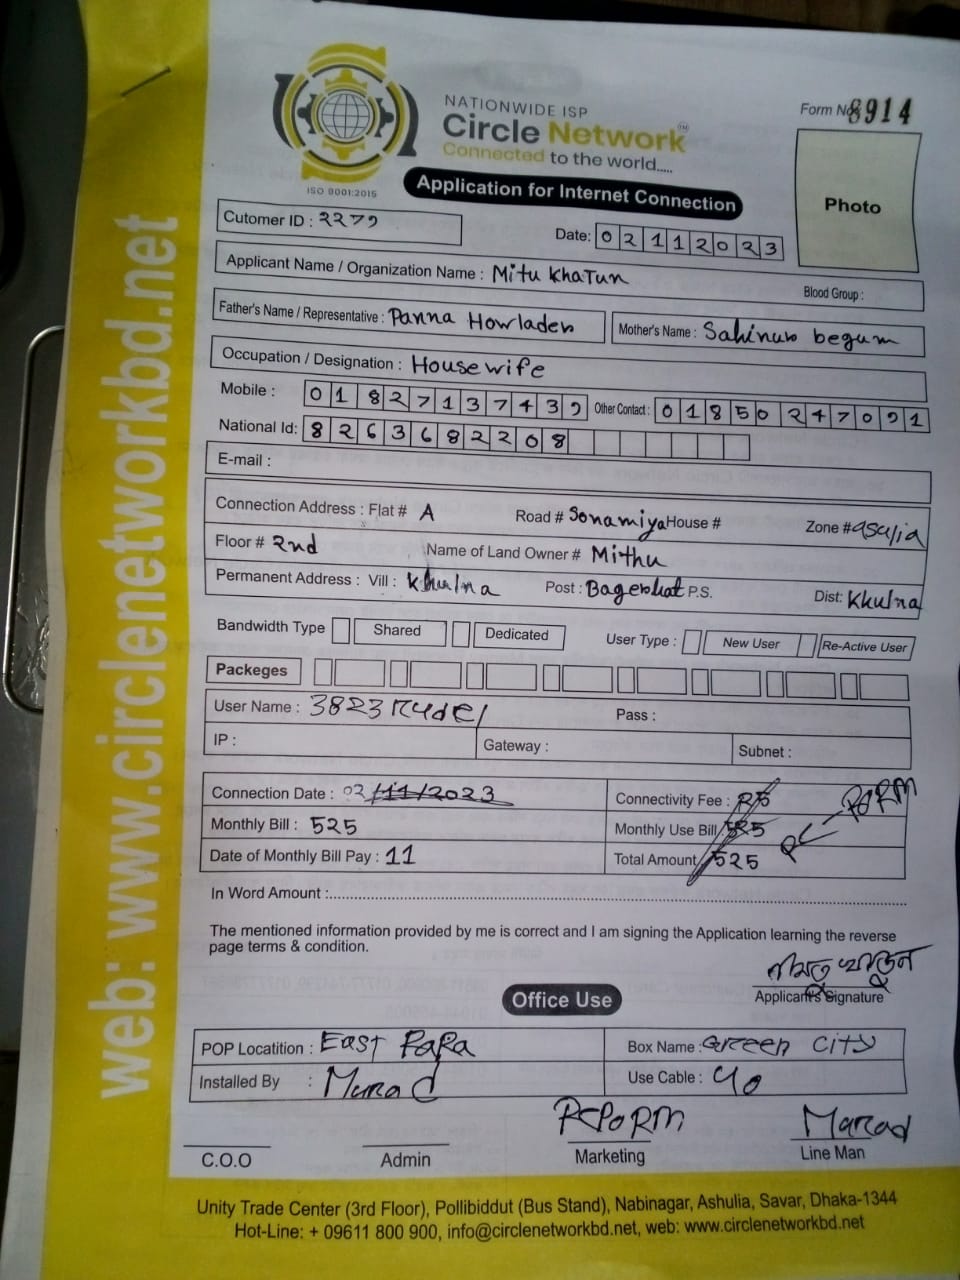 NATIONWIDE ISP
Circle Network™
Connected to the world.....
ISO 9001:2015
Form No 8914
Application for Internet Connection
Photo
Cutomer ID : 2279
Date: 02112023
Applicant Name / Organization Name : Mitu Khatun
Blood Group :
Father's Name / Representative : Panna Howlader
Mother's Name : Sahinur begum
Occupation / Designation : House wife
Mobile : 01827137439 Other Contact : 01850247091
National Id: 8263682208
E-mail :
Connection Address : Flat # A Road # Sonamiya House # Zone # asulia
Floor # 2nd Name of Land Owner # Mithu
Permanent Address : Vill : Khulna Post : Bagerhat P.S. Dist: Khulna
Bandwidth Type Shared Dedicated User Type : New User Re-Active User
Packeges
User Name : 3823 Pass :
IP : Gateway : Subnet :
Connection Date : 02/11/2023 Connectivity Fee :
Monthly Bill : 525 Monthly Use Bill 525
Date of Monthly Bill Pay : 11 Total Amount 525
In Word Amount :
The mentioned information provided by me is correct and I am signing the Application learning the reverse
page terms & condition.
মিতু খাতুন
Applicant's Signature
Office Use
POP Locatition : East Para Box Name : Green City
Installed By : Murad Use Cable : 40
Marad
C.O.O Admin Marketing Line Man
Unity Trade Center (3rd Floor), Pollibiddut (Bus Stand), Nabinagar, Ashulia, Savar, Dhaka-1344
Hot-Line: + 09611 800 900, info@circlenetworkbd.net, web: www.circlenetworkbd.net
web: www.circlenetworkbd.net